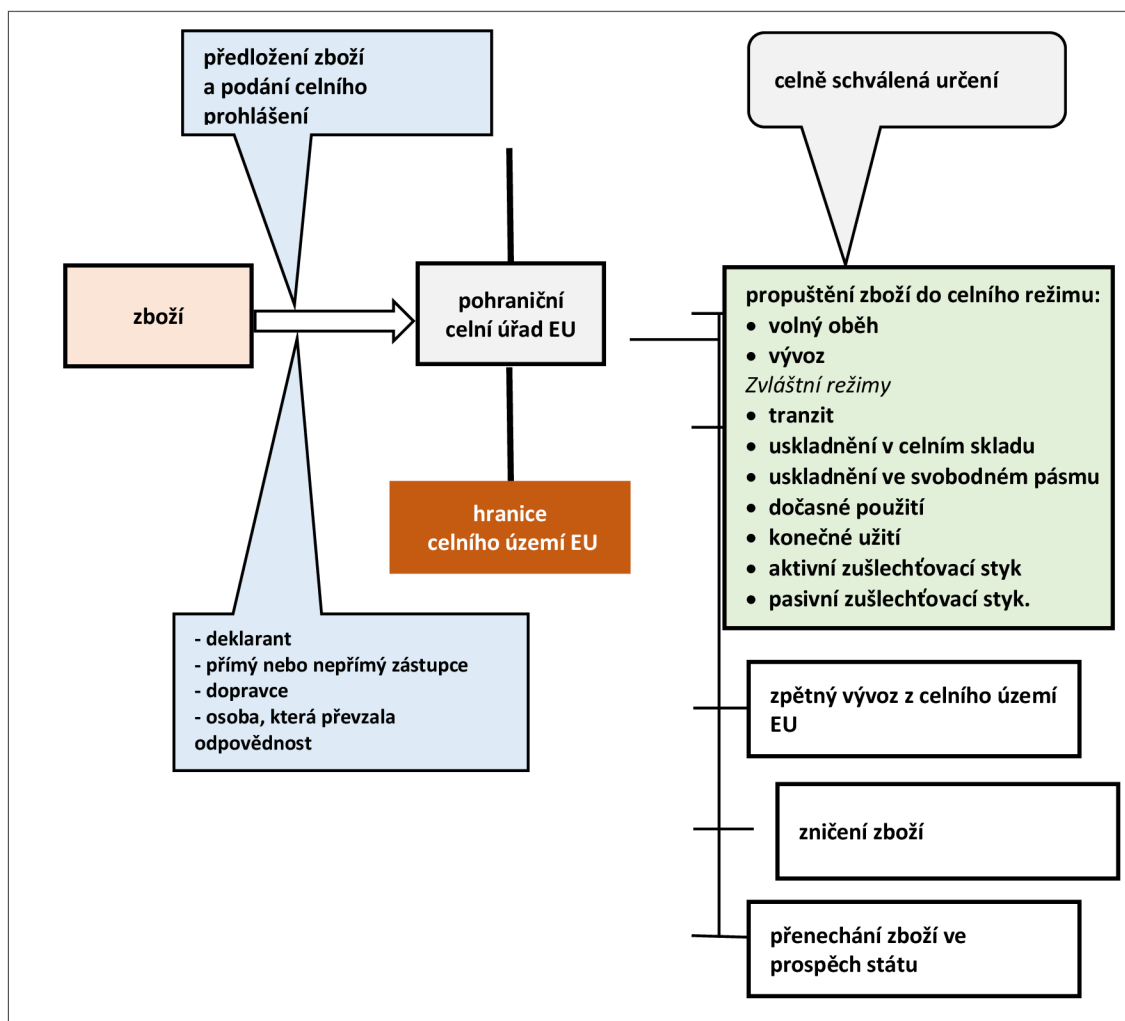 předložení zboží
a podání celního
prohlášení
celně schválená určení
zboží
pohraniční
celní úřad EU
hranice
celního území EU
- deklarant
- přímý nebo nepřímý zástupce
- dopravce
- osoba, která převzala
odpovědnost
propuštění zboží do celního režimu:
• volný oběh
• vývoz
Zvláštní režimy
• tranzit
• uskladnění v celním skladu
• uskladnění ve svobodném pásmu
• dočasné použití
• konečné užití
• aktivní zušlechťovací styk
• pasivní zušlechťovací styk.
zpětný vývoz z celního území
EU
zničení zboží
přenechání zboží ve
prospěch státu